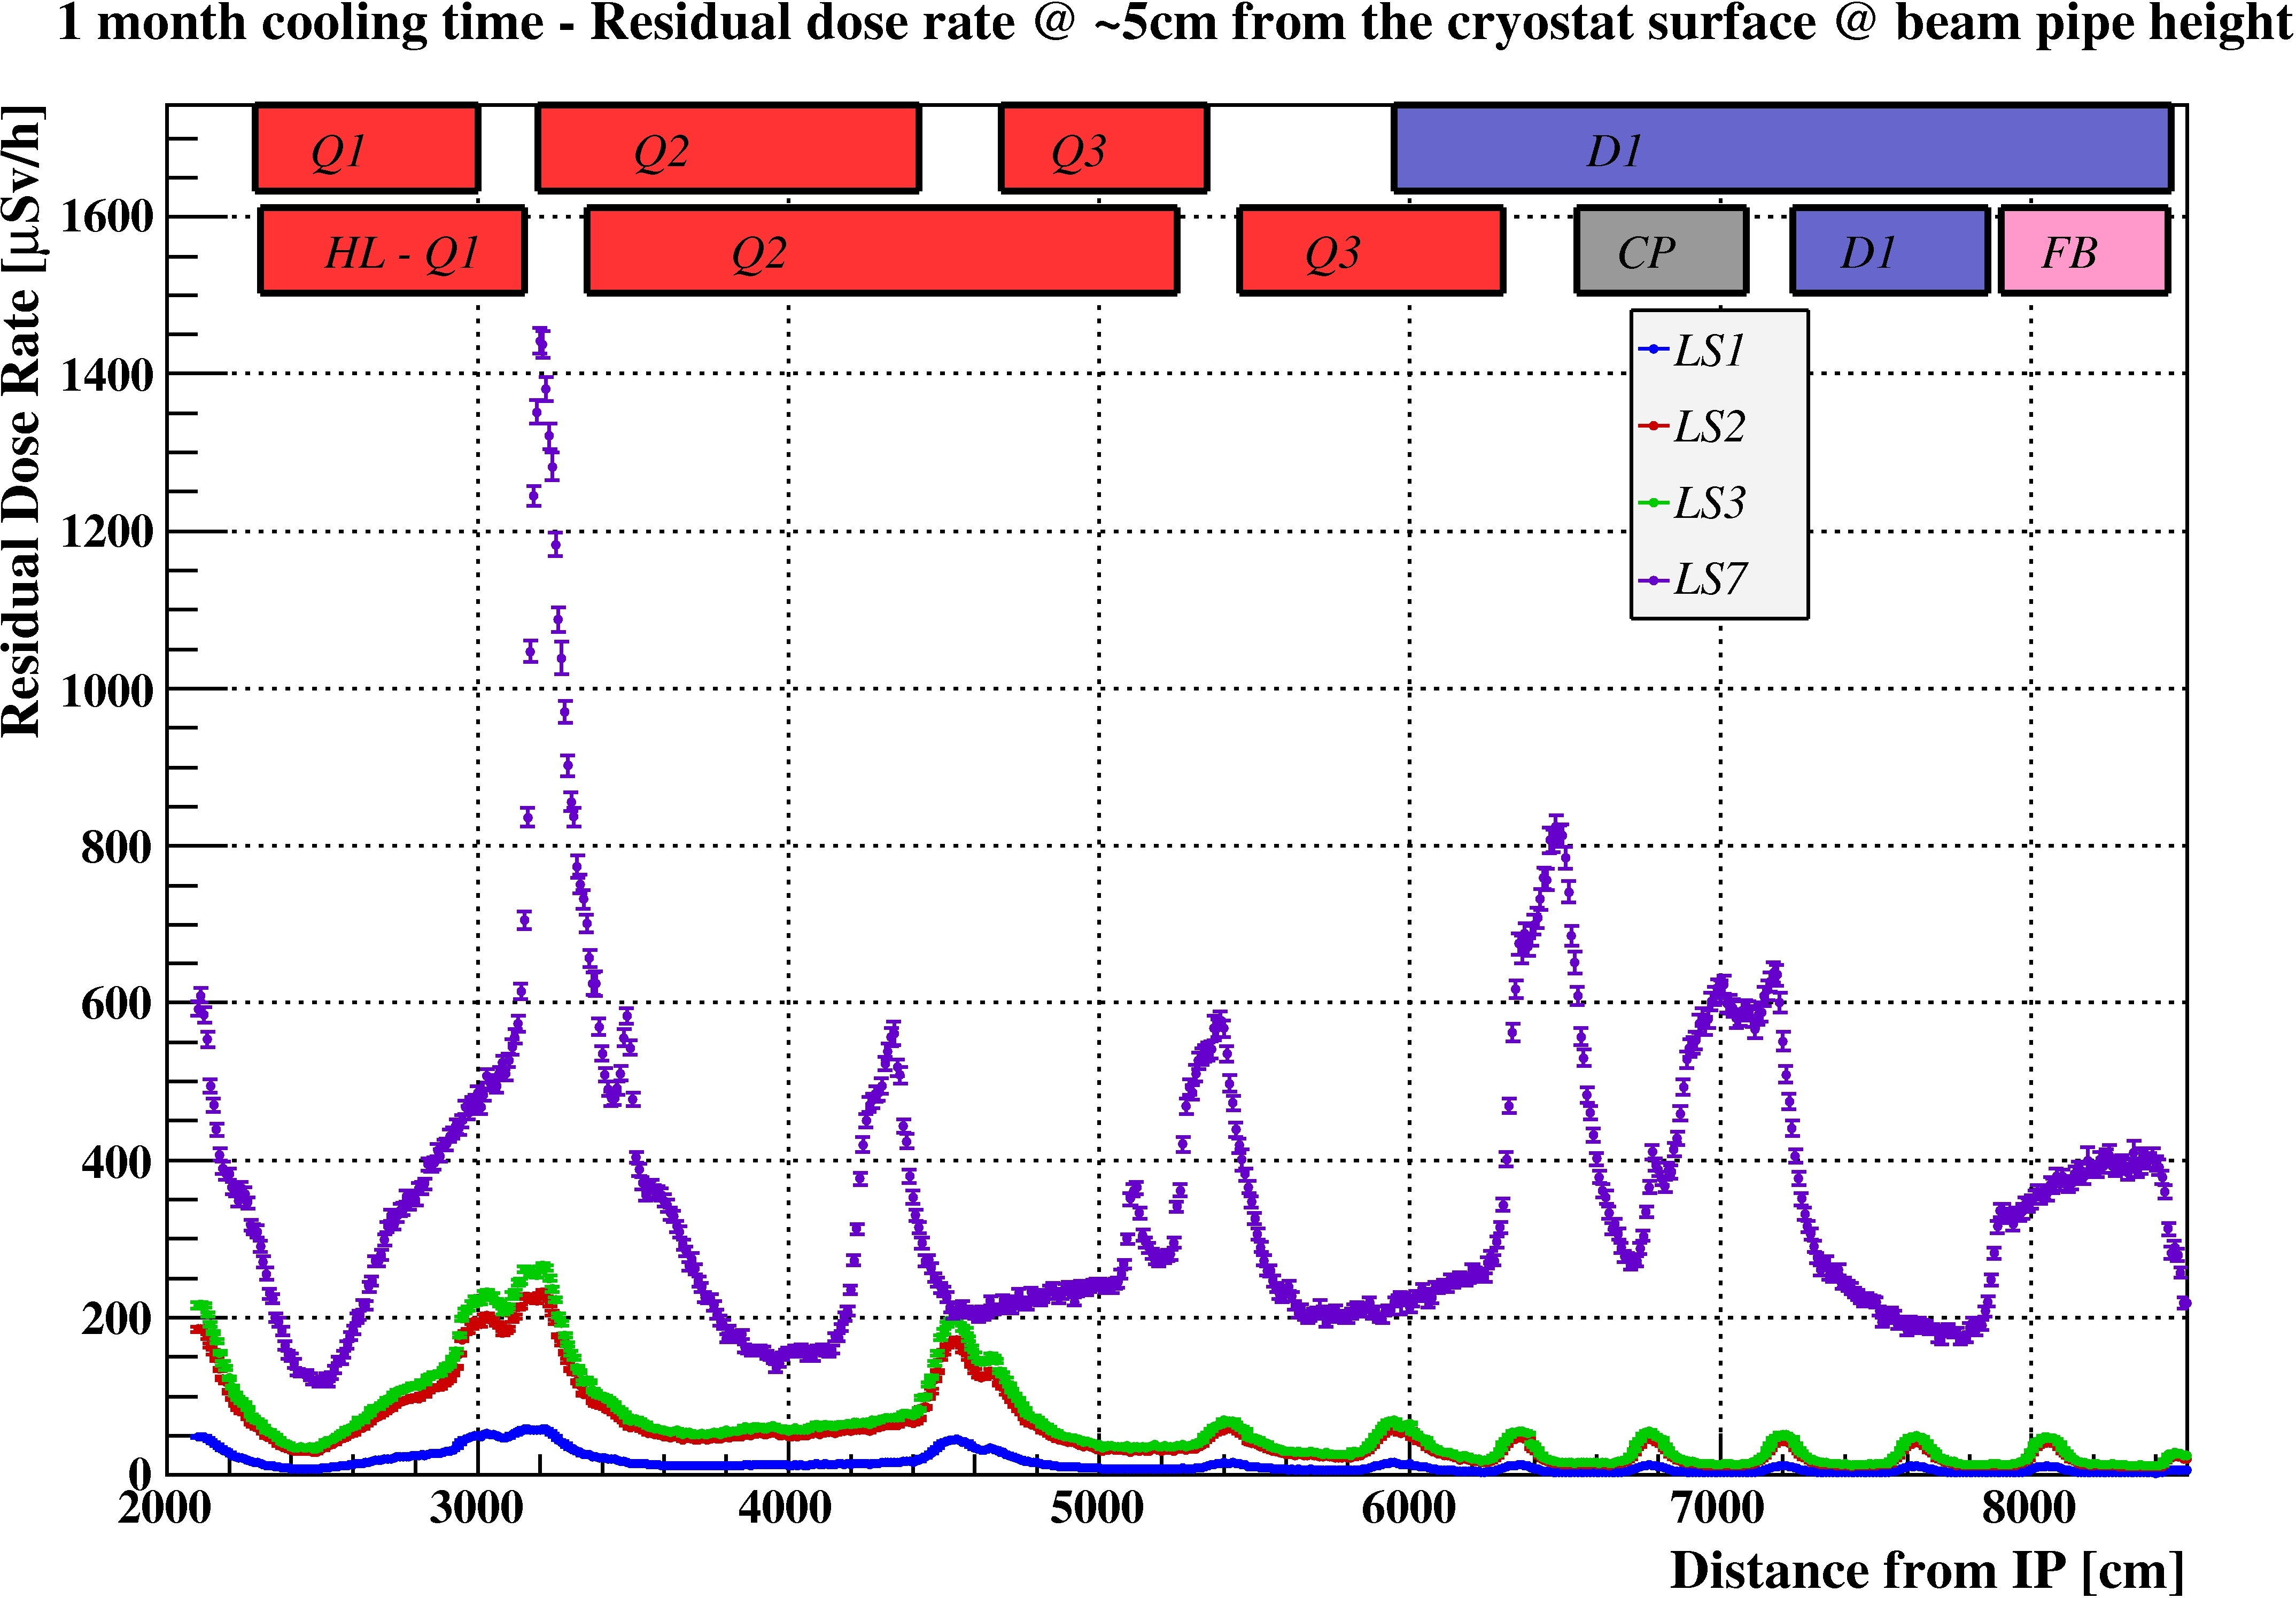 1 month cooling time - Residual dose rate @ ~5cm from the cryostat surface @ beam pipe height
Residual Dose Rate [μSv/h]
Q1 Q2 Q3 D1
HL - Q1 Q2 Q3 CP D1 FB
LS1
LS2
LS3
LS7
1600
1400
1200
1000
800
600
400
200
0
2000 3000 4000 5000 6000 7000 8000
Distance from IP [cm]